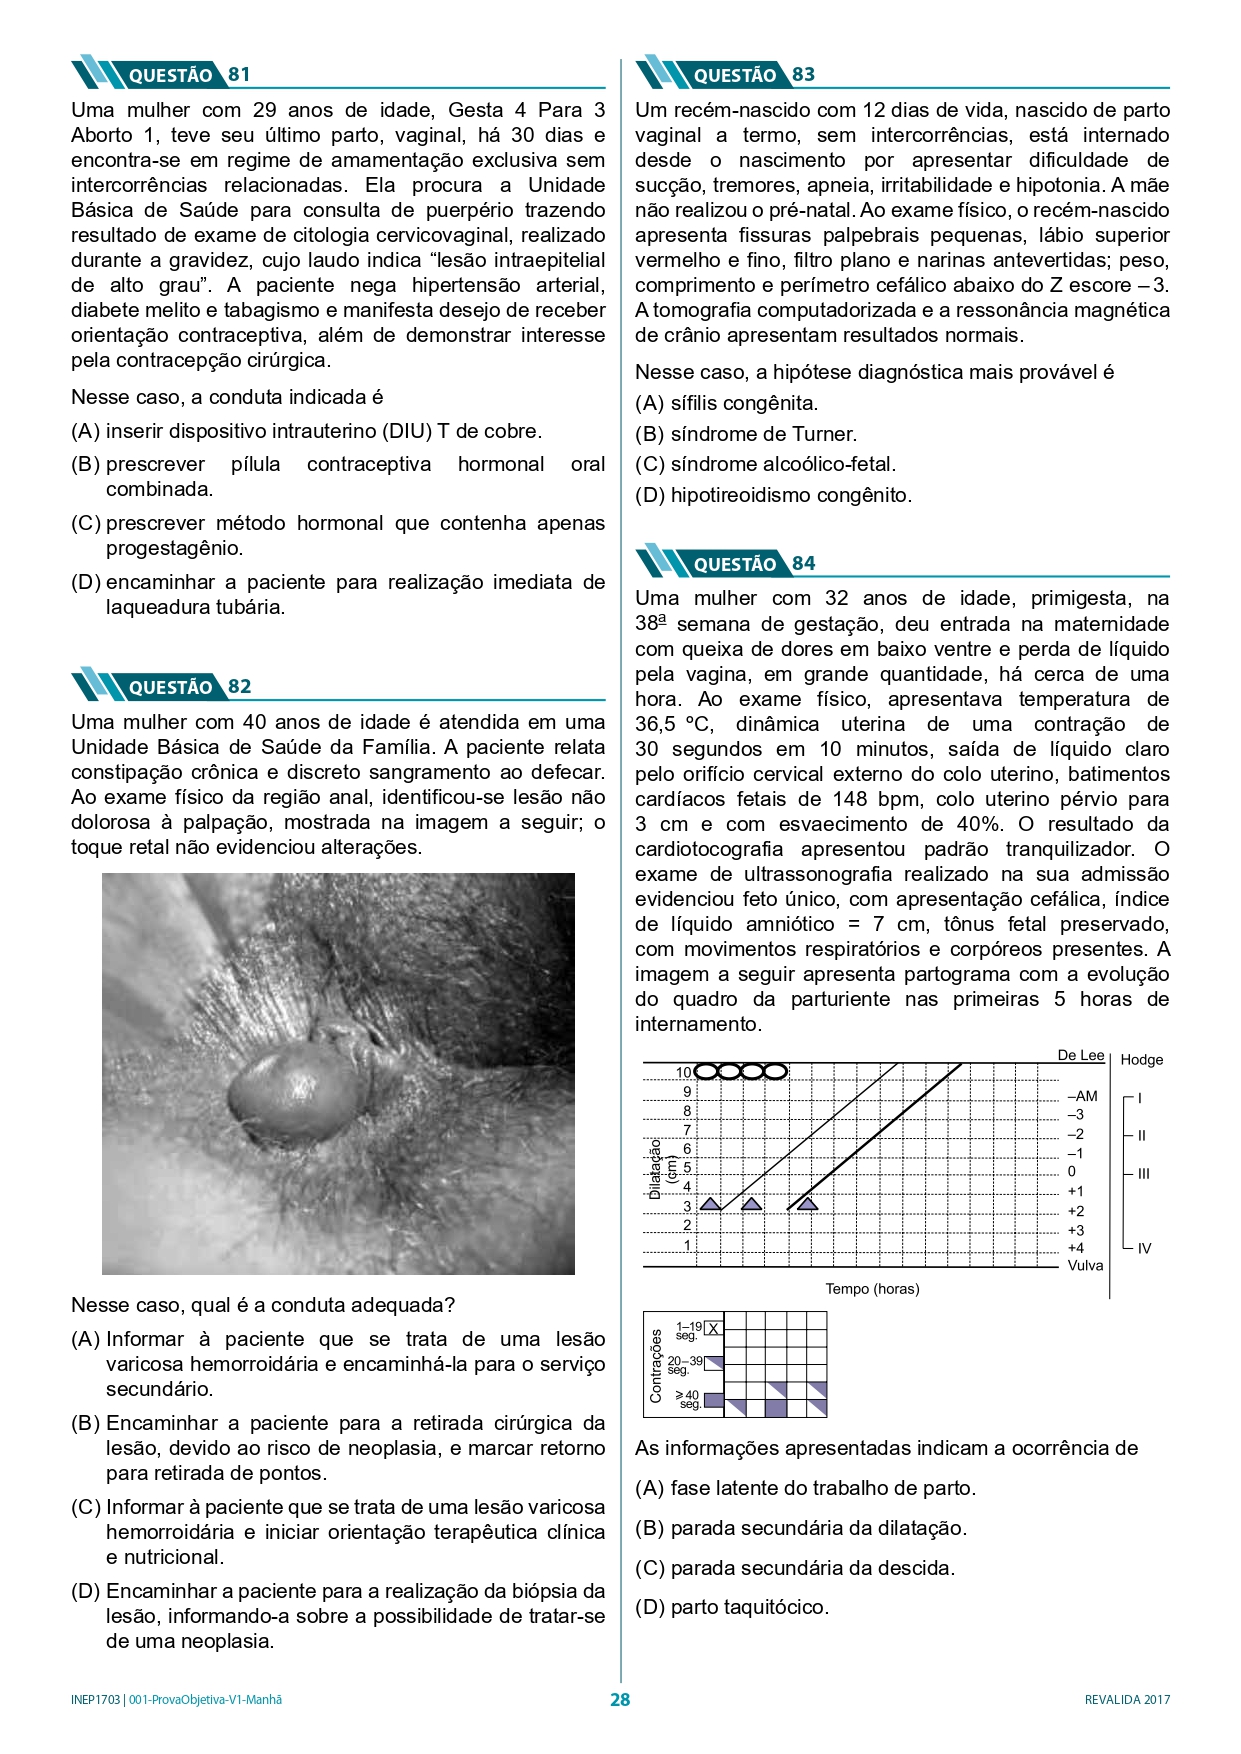 QUESTÃO 81
Uma mulher com 29 anos de idade, Gesta 4 Para 3
Aborto 1, teve seu último parto, vaginal, há 30 dias e
encontra-se em regime de amamentação exclusiva sem
intercorrências relacionadas. Ela procura a Unidade
Básica de Saúde para consulta de puerpério trazendo
resultado de exame de citologia cervicovaginal, realizado
durante a gravidez, cujo laudo indica “lesão intraepitelial
de alto grau”. A paciente nega hipertensão arterial,
diabete melito e tabagismo e manifesta desejo de receber
orientação contraceptiva, além de demonstrar interesse
pela contracepção cirúrgica.
Nesse caso, a conduta indicada é
(A) inserir dispositivo intrauterino (DIU) T de cobre.
(B) prescrever pílula contraceptiva hormonal oral
combinada.
(C) prescrever método hormonal que contenha apenas
progestagênio.
(D) encaminhar a paciente para realização imediata de
laqueadura tubária.
QUESTÃO 82
Uma mulher com 40 anos de idade é atendida em uma
Unidade Básica de Saúde da Família. A paciente relata
constipação crônica e discreto sangramento ao defecar.
Ao exame físico da região anal, identificou-se lesão não
dolorosa à palpação, mostrada na imagem a seguir; o
toque retal não evidenciou alterações.
Nesse caso, qual é a conduta adequada?
(A) Informar à paciente que se trata de uma lesão
varicosa hemorroidária e encaminhá-la para o serviço
secundário.
(B) Encaminhar a paciente para a retirada cirúrgica da
lesão, devido ao risco de neoplasia, e marcar retorno
para retirada de pontos.
(C) Informar à paciente que se trata de uma lesão varicosa
hemorroidária e iniciar orientação terapêutica clínica
e nutricional.
(D) Encaminhar a paciente para a realização da biópsia da
lesão, informando-a sobre a possibilidade de tratar-se
de uma neoplasia.
QUESTÃO 83
Um recém-nascido com 12 dias de vida, nascido de parto
vaginal a termo, sem intercorrências, está internado
desde o nascimento por apresentar dificuldade de
sucção, tremores, apneia, irritabilidade e hipotonia. A mãe
não realizou o pré-natal. Ao exame físico, o recém-nascido
apresenta fissuras palpebrais pequenas, lábio superior
vermelho e fino, filtro plano e narinas antevertidas; peso,
comprimento e perímetro cefálico abaixo do Z escore – 3.
A tomografia computadorizada e a ressonância magnética
de crânio apresentam resultados normais.
Nesse caso, a hipótese diagnóstica mais provável é
(A) sífilis congênita.
(B) síndrome de Turner.
(C) síndrome alcoólico-fetal.
(D) hipotireoidismo congênito.
QUESTÃO 84
Uma mulher com 32 anos de idade, primigesta, na
38ª semana de gestação, deu entrada na maternidade
com queixa de dores em baixo ventre e perda de líquido
pela vagina, em grande quantidade, há cerca de uma
hora. Ao exame físico, apresentava temperatura de
36,5 ºC, dinâmica uterina de uma contração de
30 segundos em 10 minutos, saída de líquido claro
pelo orifício cervical externo do colo uterino, batimentos
cardíacos fetais de 148 bpm, colo uterino pérvio para
3 cm e com esvaecimento de 40%. O resultado da
cardiotocografia apresentou padrão tranquilizador. O
exame de ultrassonografia realizado na sua admissão
evidenciou feto único, com apresentação cefálica, índice
de líquido amniótico = 7 cm, tônus fetal preservado,
com movimentos respiratórios e corpóreos presentes. A
imagem a seguir apresenta partograma com a evolução
do quadro da parturiente nas primeiras 5 horas de
internamento.
De Lee Hodge
10
9 –AM I
8 –3
7 –2 II
6 –1
5 0 III
4 +1
3 +2
2 +3
1 +4 IV
Vulva
Dilatação
(cm)
Tempo (horas)
Contrações
1–19
seg. X
20–39
seg.
≥ 40
seg.
As informações apresentadas indicam a ocorrência de
(A) fase latente do trabalho de parto.
(B) parada secundária da dilatação.
(C) parada secundária da descida.
(D) parto taquitócico.
INEP1703 | 001-ProvaObjetiva-V1-Manhã
28
REVALIDA 2017